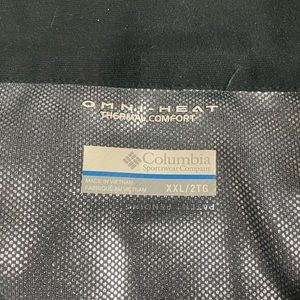 OMNI-HEAT
THERMAL COMFORT
Columbia
Sportswear Company
MADE IN VIETNAM
FABRIQUÉ AU VIETNAM
XXL/2TG